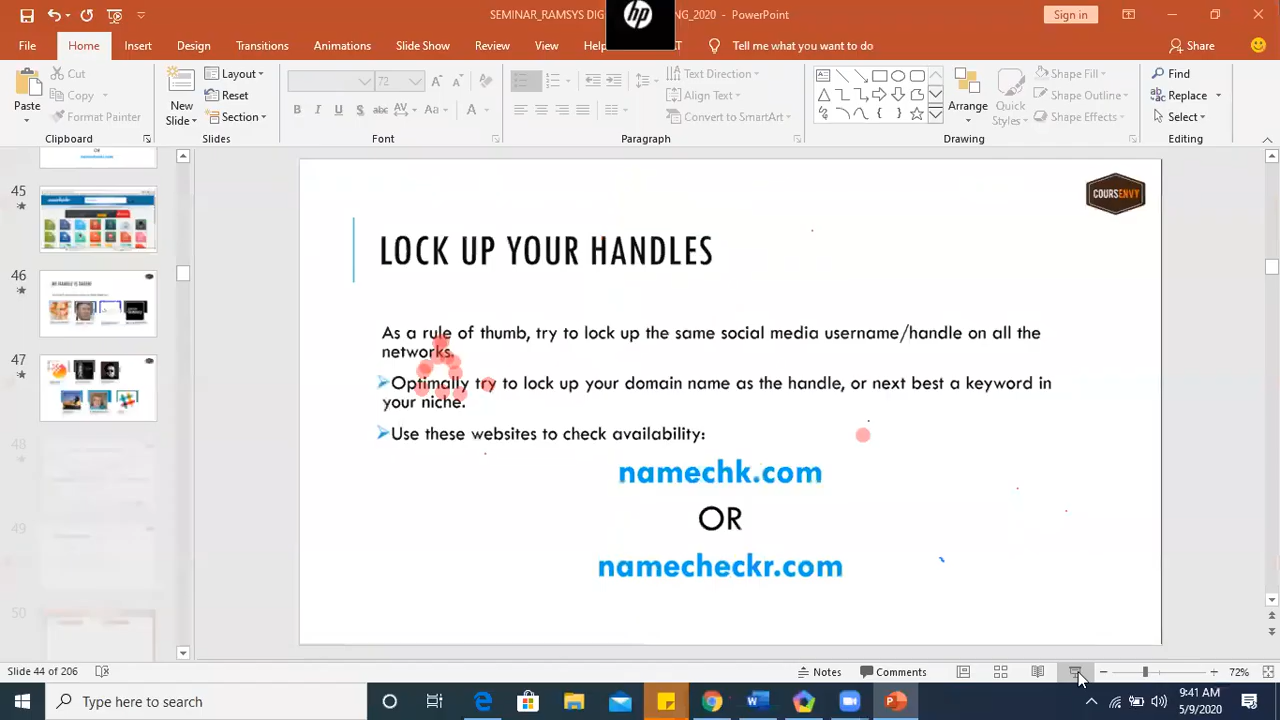 SEMINAR_RAMSYS DIG
NG_2020 - PowerPoint
Sign in
File
Home
Insert
Design
Transitions
Animations
Slide Show
Review
View
Help
Tell me what you want to do
Share
Paste
Cut
Copy
Format Painter
Clipboard
New
Slide
Layout
Reset
Section
Slides
72
B I U S abc AV Aa A
Font
Text Direction
Align Text
Convert to SmartArt
Paragraph
Arrange
Quick
Styles
Shape Fill
Shape Outline
Shape Effects
Drawing
Find
Replace
Select
Editing
hp
OR
45
46
47
48
49
50
COURSENVY
LOCK UP YOUR HANDLES
As a rule of thumb, try to lock up the same social media username/handle on all the
networks.
Optimally try to lock up your domain name as the handle, or next best a keyword in
your niche.
Use these websites to check availability:
namechk.com
OR
namecheckr.com
Slide 44 of 206
Notes
Comments
72%
Type here to search
9:41 AM
5/9/2020